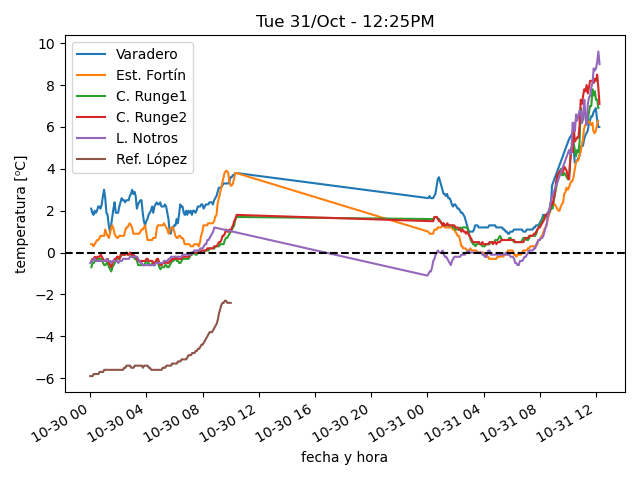 Tue 31/Oct - 12:25PM
temperatura [ºC]
10
8
6
4
2
0
−2
−4
−6
Varadero
Est. Fortín
C. Runge1
C. Runge2
L. Notros
Ref. López
10-30 00
10-30 04
10-30 08
10-30 12
10-30 16
10-30 20
10-31 00
10-31 04
10-31 08
10-31 12
fecha y hora